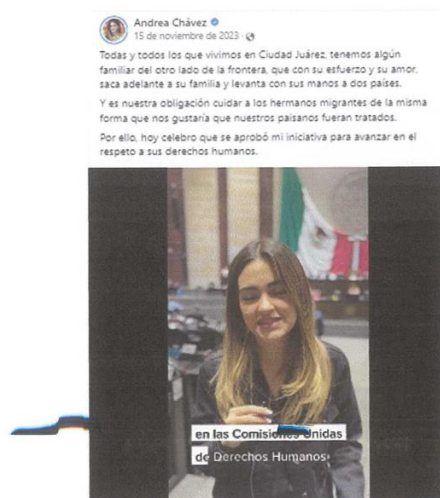 Andrea Chávez
15 de noviembre de 2023 ·
Todas y todos los que vivimos en Ciudad Juárez, tenemos algún
familiar del otro lado de la frontera, que con su esfuerzo y su amor,
saca adelante a su familia y levanta con sus manos a dos países.
Y es nuestra obligación cuidar a los hermanos migrantes de la misma
forma que nos gustaría que nuestros paisanos fueran tratados.
Por ello, hoy celebro que se aprobó mi iniciativa para avanzar en el
respeto a sus derechos humanos.
en las Comisiones Unidas
de Derechos Humanos